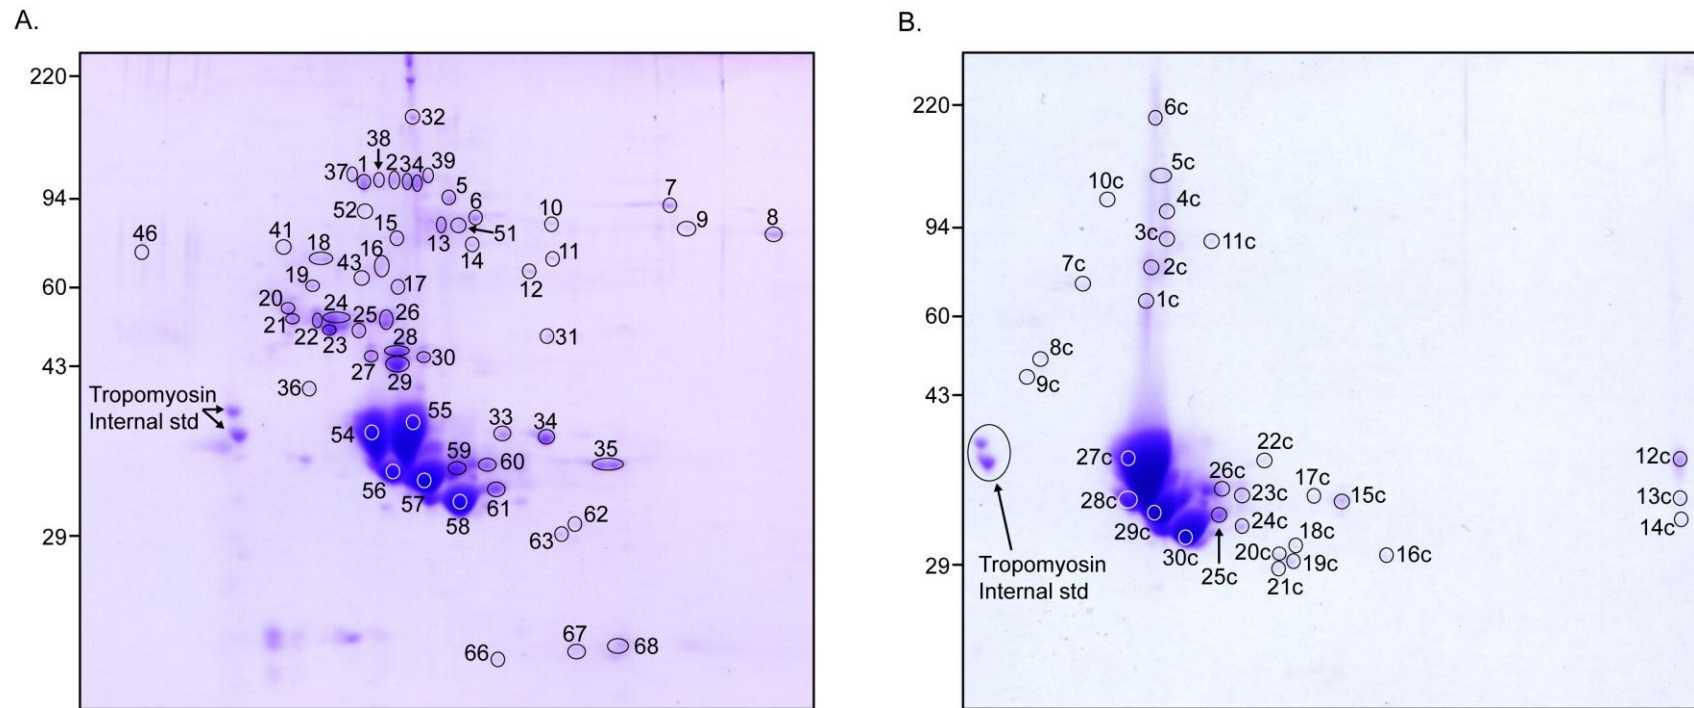 A.
B.
220
94
60
43
29
32
38
37
1
2
3
4
39
5
6
7
8
9
10
52
15
13
51
14
11
46
41
18
16
43
12
19
17
20
24
25
26
21
22
23
28
31
27
30
29
36
Tropomyosin
Internal std
55
33
34
54
59
60
35
56
57
61
58
62
63
66
67
68
220
94
60
43
29
6c
5c
10c
4c
3c
11c
7c
2c
1c
8c
9c
22c
27c
12c
26c
17c
23c
15c
28c
13c
14c
29c
24c
18c
30c
20c
19c
16c
25c
21c
Tropomyosin
Internal std